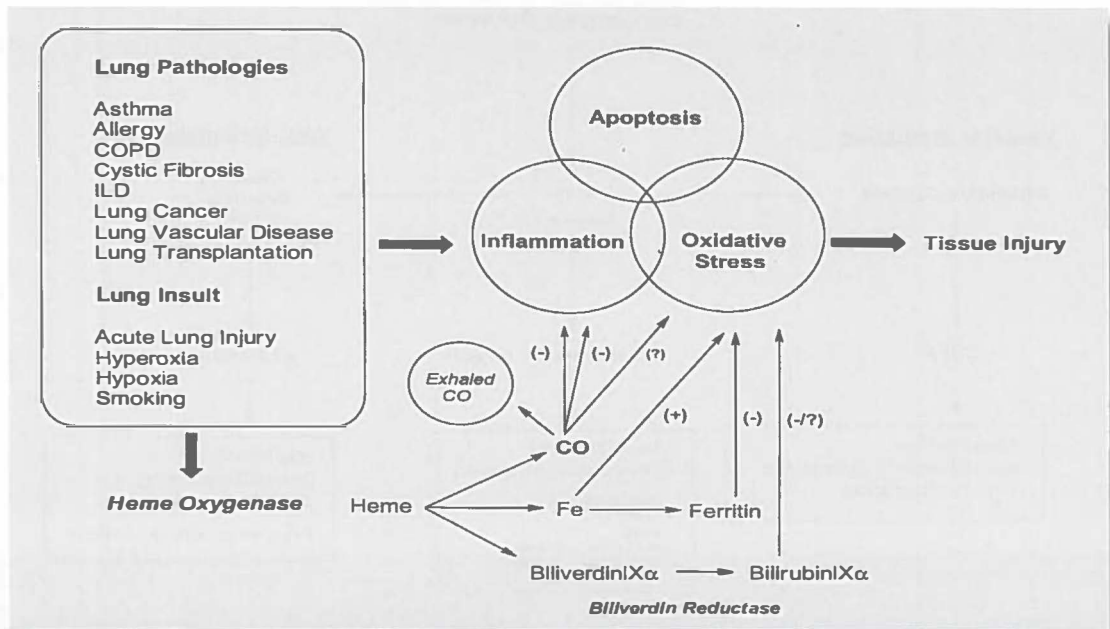 Lung Pathologies
Asthma
Allergy
COPD
Cystic Fibrosis
ILD
Lung Cancer
Lung Vascular Disease
Lung Transplantation
Lung Insult
Acute Lung Injury
Hyperoxia
Hypoxia
Smoking
Heme Oxygenase
Apoptosis
Inflammation
Oxidative
Stress
Tissue Injury
(-)
(-)
(?)
Exhaled
CO
(+)
(-)
(-/?)
CO
Heme
Fe
Ferritin
BiliverdinIXα
BilirubinIXα
Biliverdin Reductase